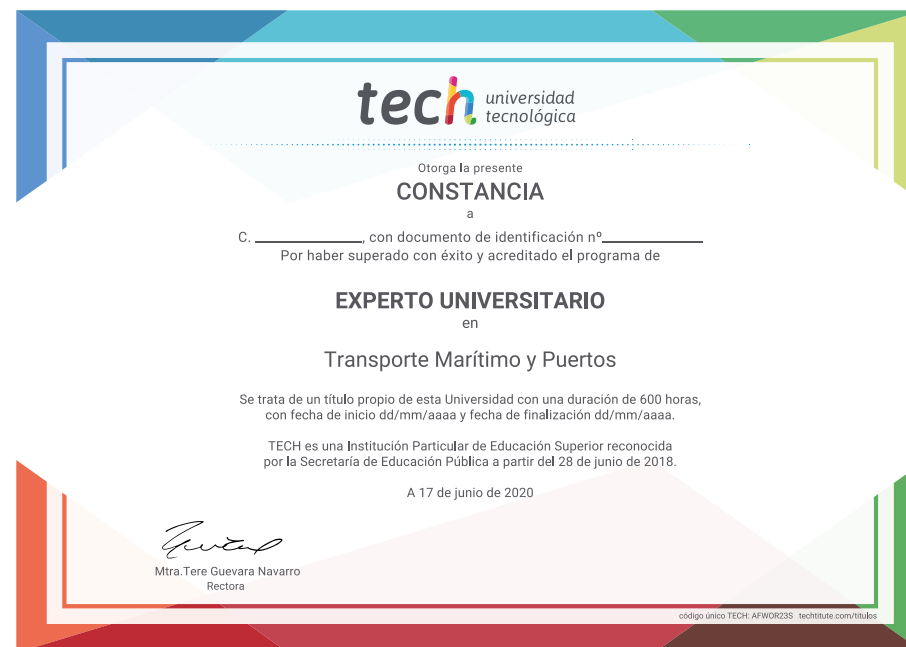 tech universidad
tecnológica
Otorga la presente
CONSTANCIA
a
C. ______________, con documento de identificación nº_____________
Por haber superado con éxito y acreditado el programa de
EXPERTO UNIVERSITARIO
en
Transporte Marítimo y Puertos
Se trata de un título propio de esta Universidad con una duración de 600 horas,
con fecha de inicio dd/mm/aaaa y fecha de finalización dd/mm/aaaa.
TECH es una Institución Particular de Educación Superior reconocida
por la Secretaría de Educación Pública a partir del 28 de junio de 2018.
A 17 de junio de 2020
Mtra.Tere Guevara Navarro
Rectora
código único TECH: AFWOR23S techtitute.com/titulos